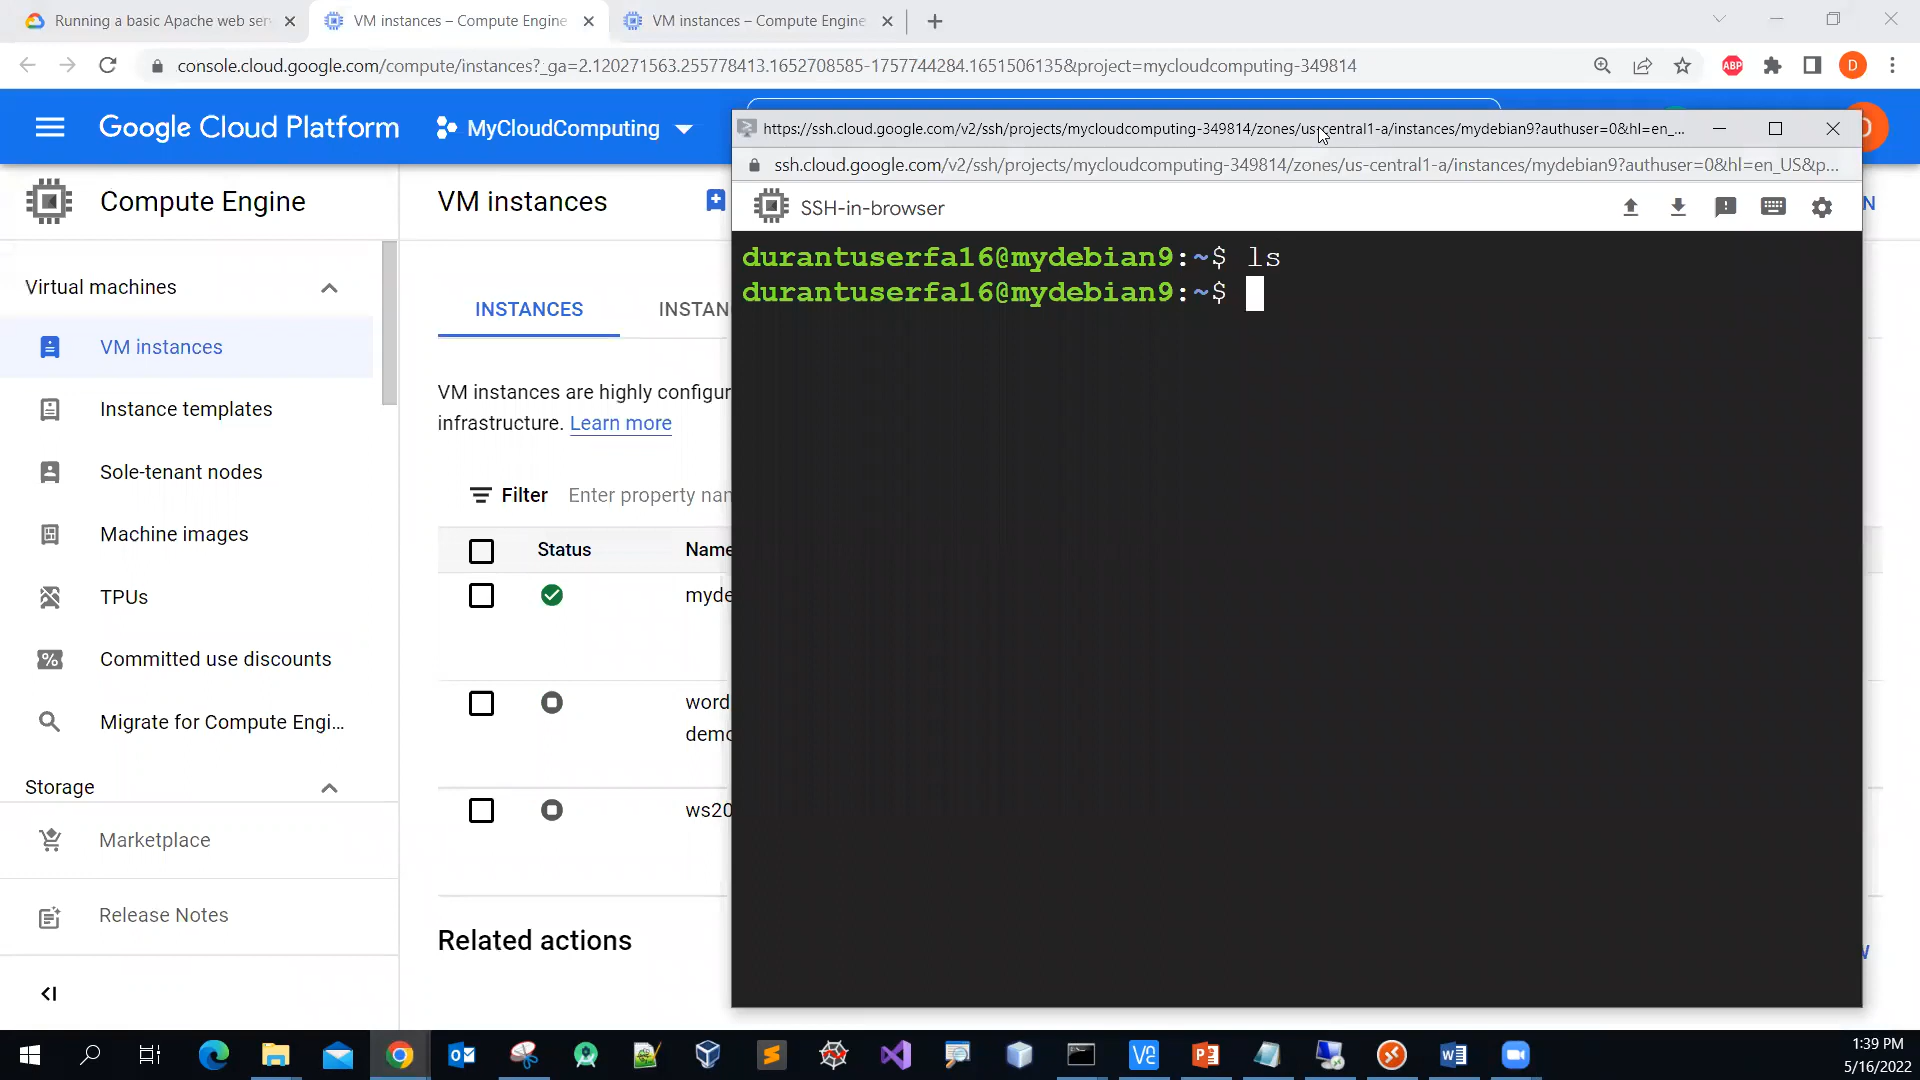 Running a basic Apache web ser
VM instances – Compute Engine
VM instances – Compute Engine
console.cloud.google.com/compute/instances?_ga=2.120271563.255778413.1652708585-1757744284.1651506135&project=mycloudcomputing-349814
ABP
D
Google Cloud Platform
MyCloudComputing
https://ssh.cloud.google.com/v2/ssh/projects/mycloudcomputing-349814/zones/us-central1-a/instances/mydebian9?authuser=0&hl=en_...
ssh.cloud.google.com/v2/ssh/projects/mycloudcomputing-349814/zones/us-central1-a/instances/mydebian9?authuser=0&hl=en_US&p...
SSH-in-browser
durantuserfa16@mydebian9:~$ ls
durantuserfa16@mydebian9:~$
Compute Engine
Virtual machines
VM instances
Instance templates
Sole-tenant nodes
Machine images
TPUs
Committed use discounts
Migrate for Compute Engi...
Storage
Marketplace
Release Notes
VM instances
N
INSTANCES
INSTAN
VM instances are highly configur
infrastructure. Learn more
Filter
Enter property nam
Status
Name
myde
word
demo
ws20
Related actions
W
1:39 PM
5/16/2022